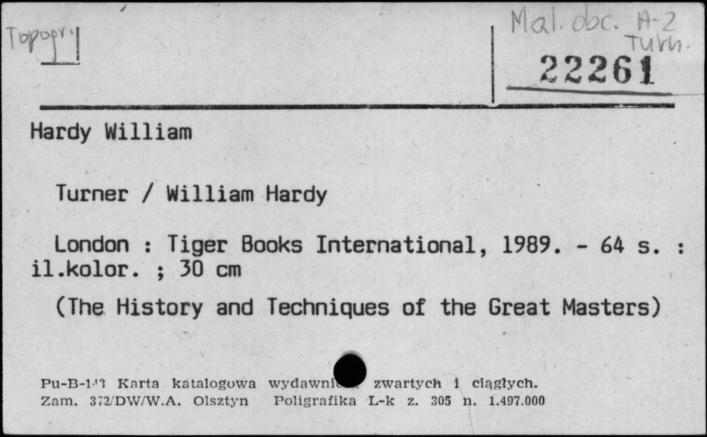 Topogr.
Mal. obc. A-2
Turn.
22261
Hardy William
Turner / William Hardy
London : Tiger Books International, 1989. - 64 s. :
il.kolor. ; 30 cm
(The History and Techniques of the Great Masters)
Karta katalogowa zwartych i ciągłych.
Zam. 372/DW/W.A. Olsztyn Poligrafika L-k z. 305 n. 1.497.000